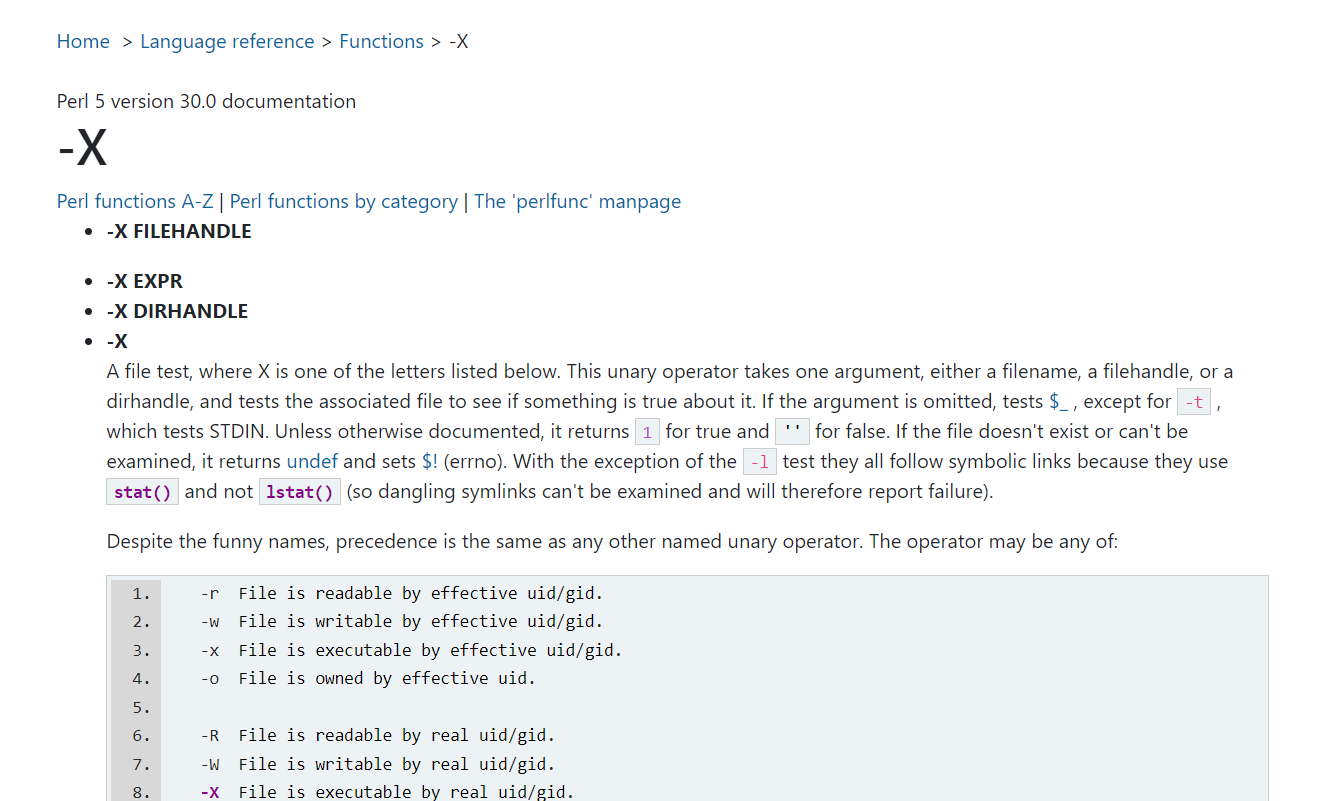 Home > Language reference > Functions > -X
Perl 5 version 30.0 documentation
-X
Perl functions A-Z | Perl functions by category | The 'perlfunc' manpage
• -X FILEHANDLE
• -X EXPR
• -X DIRHANDLE
• -X
A file test, where X is one of the letters listed below. This unary operator takes one argument, either a filename, a filehandle, or a
dirhandle, and tests the associated file to see if something is true about it. If the argument is omitted, tests $_ , except for -t ,
which tests STDIN. Unless otherwise documented, it returns 1 for true and '' for false. If the file doesn't exist or can't be
examined, it returns undef and sets $! (errno). With the exception of the -l test they all follow symbolic links because they use
stat() and not lstat() (so dangling symlinks can't be examined and will therefore report failure).
Despite the funny names, precedence is the same as any other named unary operator. The operator may be any of:
1. -r File is readable by effective uid/gid.
2. -w File is writable by effective uid/gid.
3. -x File is executable by effective uid/gid.
4. -o File is owned by effective uid.
5.
6. -R File is readable by real uid/gid.
7. -W File is writable by real uid/gid.
8. -X File is executable by real uid/gid.